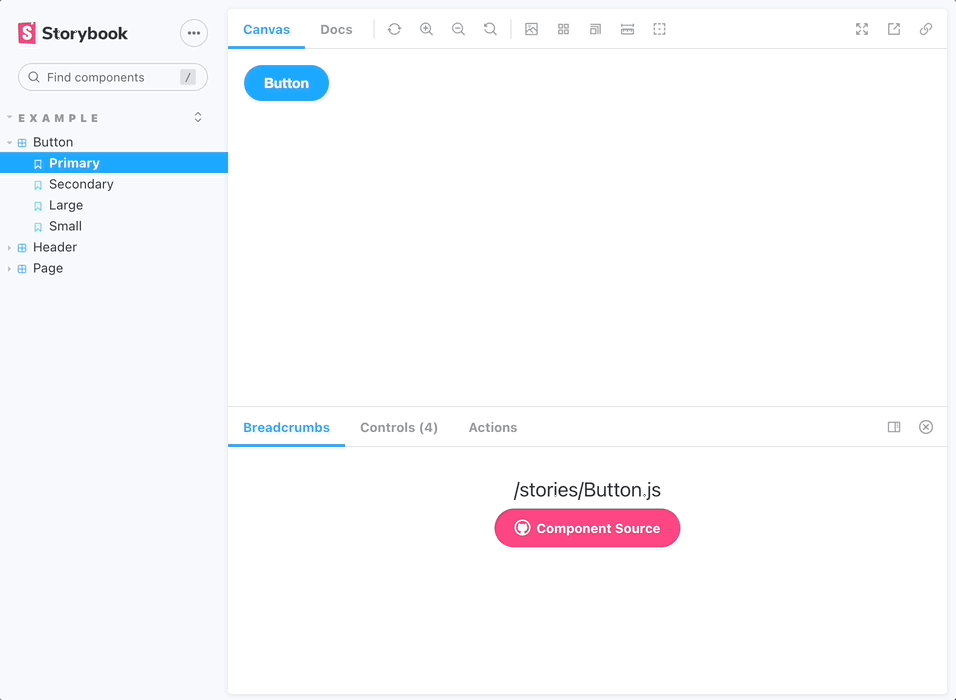 Storybook
Find components /
EXAMPLE
Button
Primary
Secondary
Large
Small
Header
Page
Canvas Docs
Button
Breadcrumbs Controls (4) Actions
/stories/Button.js
Component Source